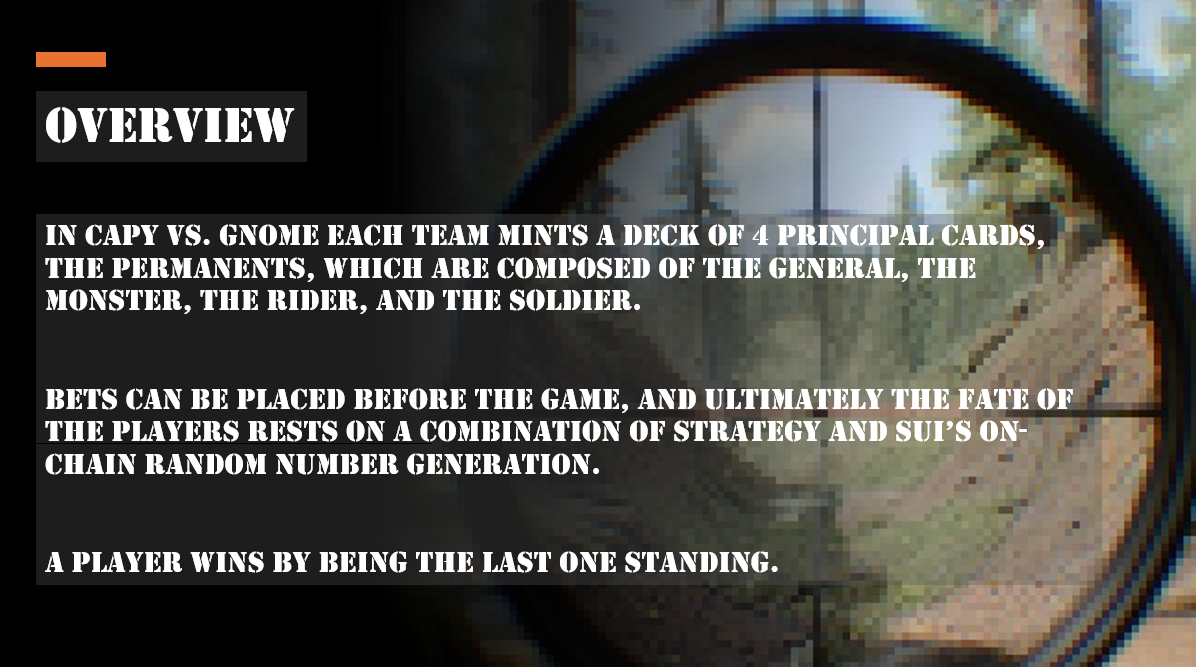 OVERVIEW
IN CAPY VS. GNOME EACH TEAM MINTS A DECK OF 4 PRINCIPAL CARDS,
THE PERMANENTS, WHICH ARE COMPOSED OF THE GENERAL, THE
MONSTER, THE RIDER, AND THE SOLDIER.
BETS CAN BE PLACED BEFORE THE GAME, AND ULTIMATELY THE FATE OF
THE PLAYERS RESTS ON A COMBINATION OF STRATEGY AND SUI’S ON-
CHAIN RANDOM NUMBER GENERATION.
A PLAYER WINS BY BEING THE LAST ONE STANDING.